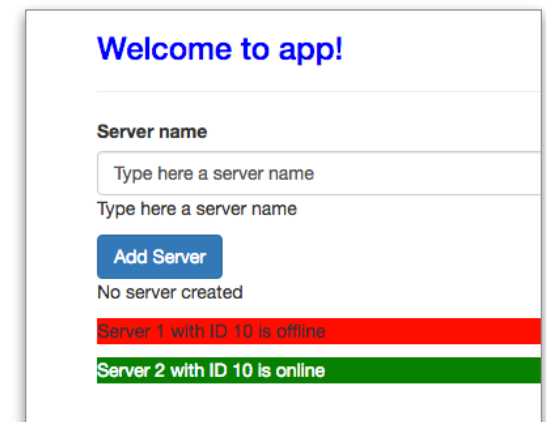 Welcome to app!
Server name
Type here a server name
Type here a server name
Add Server
No server created
Server 1 with ID 10 is offline
Server 2 with ID 10 is online